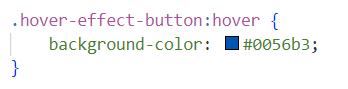 .hover-effect-button:hover {
    background-color: #0056b3;
}